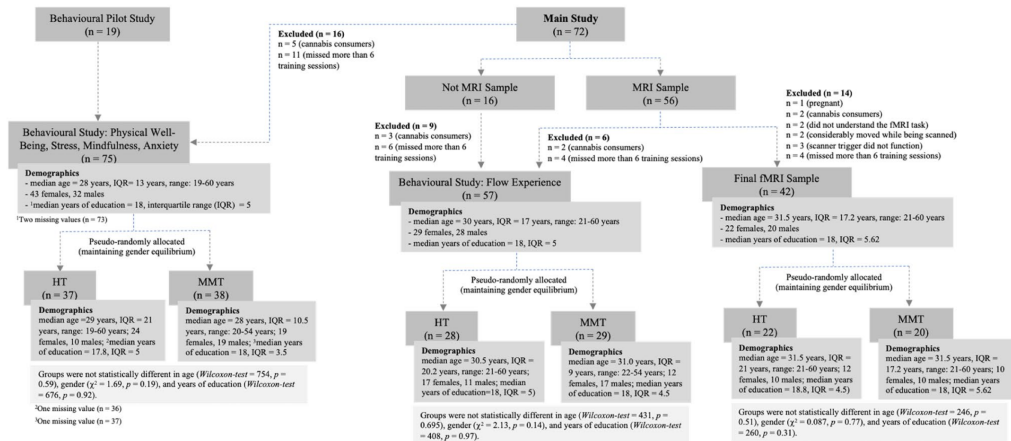 Behavioural Pilot Study
(n = 19)
Main Study
(n = 72)
Excluded (n = 16)
n = 5 (cannabis consumers)
n = 11 (missed more than 6
training sessions)
Not MRI Sample
(n = 16)
MRI Sample
(n = 56)
Excluded (n = 14)
n = 1 (pregnant)
n = 2 (cannabis consumers)
n = 2 (did not understand the fMRI task)
n = 2 (considerably moved while being scanned)
n = 3 (scanner trigger did not function)
n = 4 (missed more than 6 training sessions)
Excluded (n = 9)
n = 3 (cannabis consumers)
n = 6 (missed more than 6
training sessions)
Excluded (n = 6)
n = 2 (cannabis consumers)
n = 4 (missed more than 6 training sessions)
Behavioural Study: Physical Well-
Being, Stress, Mindfulness, Anxiety
(n = 75)
Demographics
- median age = 28 years, IQR= 13 years, range: 19-60 years
- 43 females, 32 males
- ¹median years of education = 18, interquartile range (IQR) = 5
¹Two missing values (n = 73)
Pseudo-randomly allocated
(maintaining gender equilibrium)
HT
(n = 37)
Demographics
median age =29 years, IQR = 21
years, range: 19-60 years; 24
females, 10 males; ²median years
of education = 17.8, IQR = 5
MMT
(n = 38)
Demographics
median age = 28 years, IQR = 10.5
years, range: 20-54 years; 19
females, 19 males; ³median years
of education = 18, IQR = 3.5
Groups were not statistically different in age (Wilcoxon-test = 754, p =
0.59), gender (χ² = 1.69, p = 0.19), and years of education (Wilcoxon-test
= 676, p = 0.92).
²One missing value (n = 36)
³One missing value (n = 37)
Behavioural Study: Flow Experience
(n = 57)
Demographics
- median age = 30 years, IQR = 17 years, range: 21-60 years
- 29 females, 28 males
- median years of education = 18, IQR = 5
Pseudo-randomly allocated
(maintaining gender equilibrium)
HT
(n = 28)
Demographics
median age = 30.5 years, IQR =
20.2 years, range: 21-60 years;
17 females, 11 males; median
years of education=18, IQR = 5)
MMT
(n = 29)
Demographics
median age = 31.0 years, IQR =
9 years, range: 22-54 years; 12
females, 17 males; median years
of education = 18, IQR = 4.5
Groups were not statistically different in age (Wilcoxon-test = 431, p =
0.695), gender (χ² = 2.13, p = 0.14), and years of education (Wilcoxon-test
= 408, p = 0.97).
Final fMRI Sample
(n = 42)
Demographics
- median age = 31.5 years, IQR = 17.2 years, range: 21-60 years
- 22 females, 20 males
- median years of education = 18, IQR = 5.62
Pseudo-randomly allocated
(maintaining gender equilibrium)
HT
(n = 22)
Demographics
median age = 31.5 years, IQR =
21 years, range: 21-60 years; 12
females, 10 males; median years
of education = 18.8, IQR = 4.5)
MMT
(n = 20)
Demographics
median age = 31.5 years, IQR =
17.2 years, range: 21-60 years; 10
females, 10 males; median years
of education = 18, IQR = 5.62
Groups were not statistically different in age (Wilcoxon-test = 246, p =
0.51), gender (χ² = 0.087, p = 0.77), and years of education (Wilcoxon-test
= 260, p = 0.31).